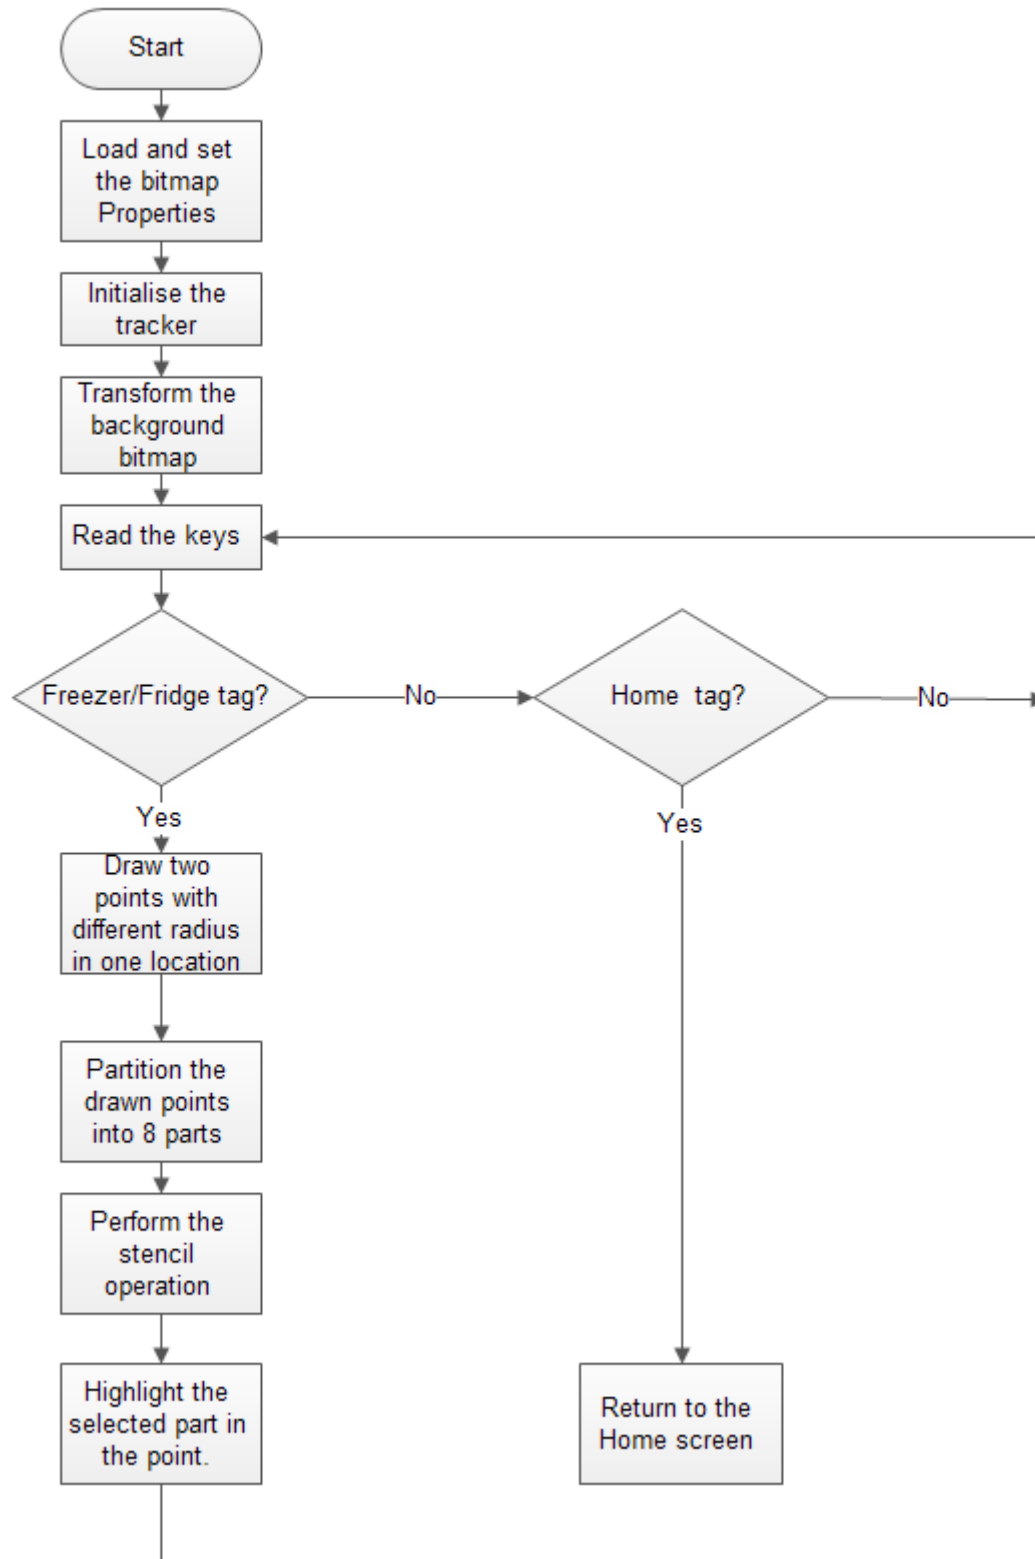 Start
Load and set
the bitmap
Properties
Initialise the
tracker
Transform the
background
bitmap
Read the keys
Freezer/Fridge tag?
No
Home tag?
No
Yes
Yes
Draw two
points with
different radius
in one location
Partition the
drawn points
into 8 parts
Perform the
stencil
operation
Highlight the
selected part in
the point.
Return to the
Home screen